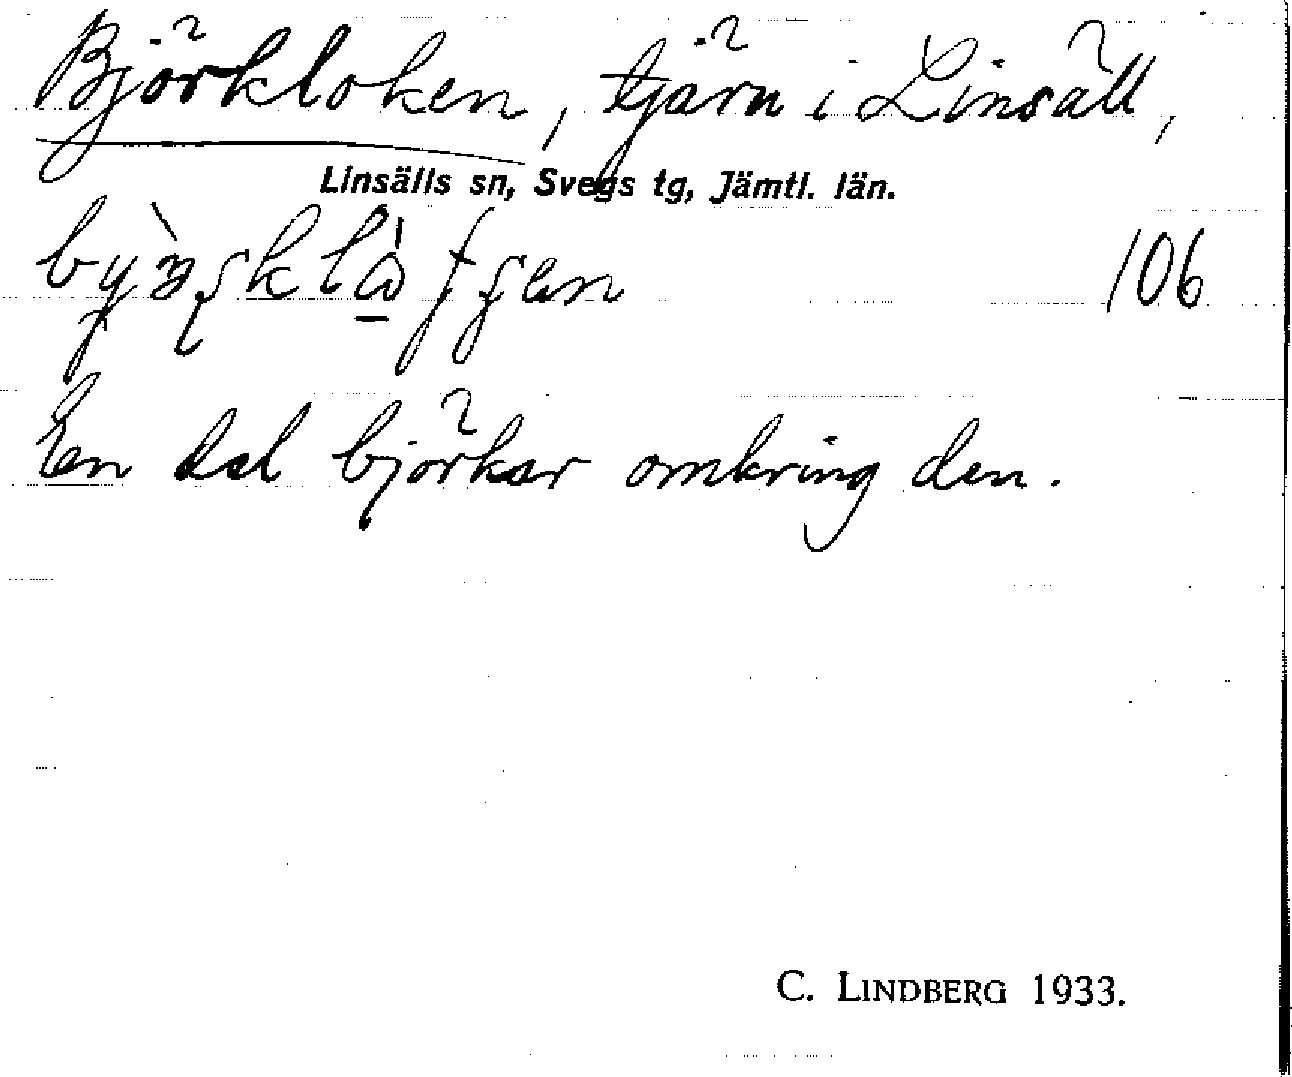 Björkloken, tjärn i Linsäll,
Linsälls sn, Svegs tg, Jämtl. län.
106
En del björkar omkring den.
C. LINDBERG 1933.